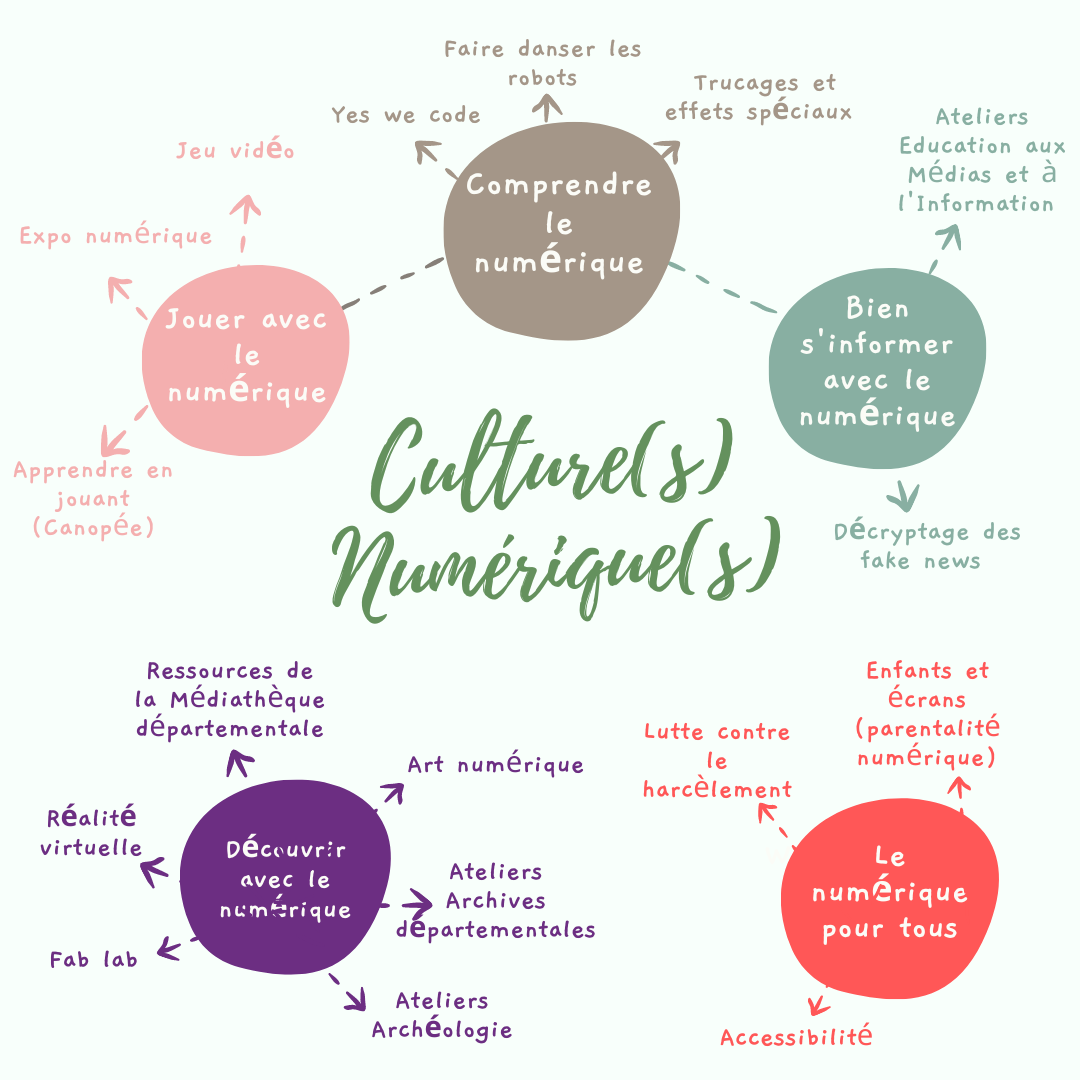 Faire danser les
robots
Yes we code
Trucages et
effets spéciaux
Comprendre
le
numérique
Jeu vidéo
Expo numérique
Jouer avec
le
numérique
Apprendre en
jouant
(Canopée)
Ateliers
Education aux
Médias et à
l'Information
Bien
s'informer
avec le
numérique
Décryptage des
fake news
Culture(s)
Numérique(s)
Ressources de
la Médiathèque
départementale
Art numérique
Réalité
virtuelle
Découvrir
avec le
numérique
Ateliers
Archives
départementales
Fab lab
Ateliers
Archéologie
Enfants et
écrans
(parentalité
numérique)
Lutte contre
le
harcèlement
Le
numérique
pour tous
Accessibilité